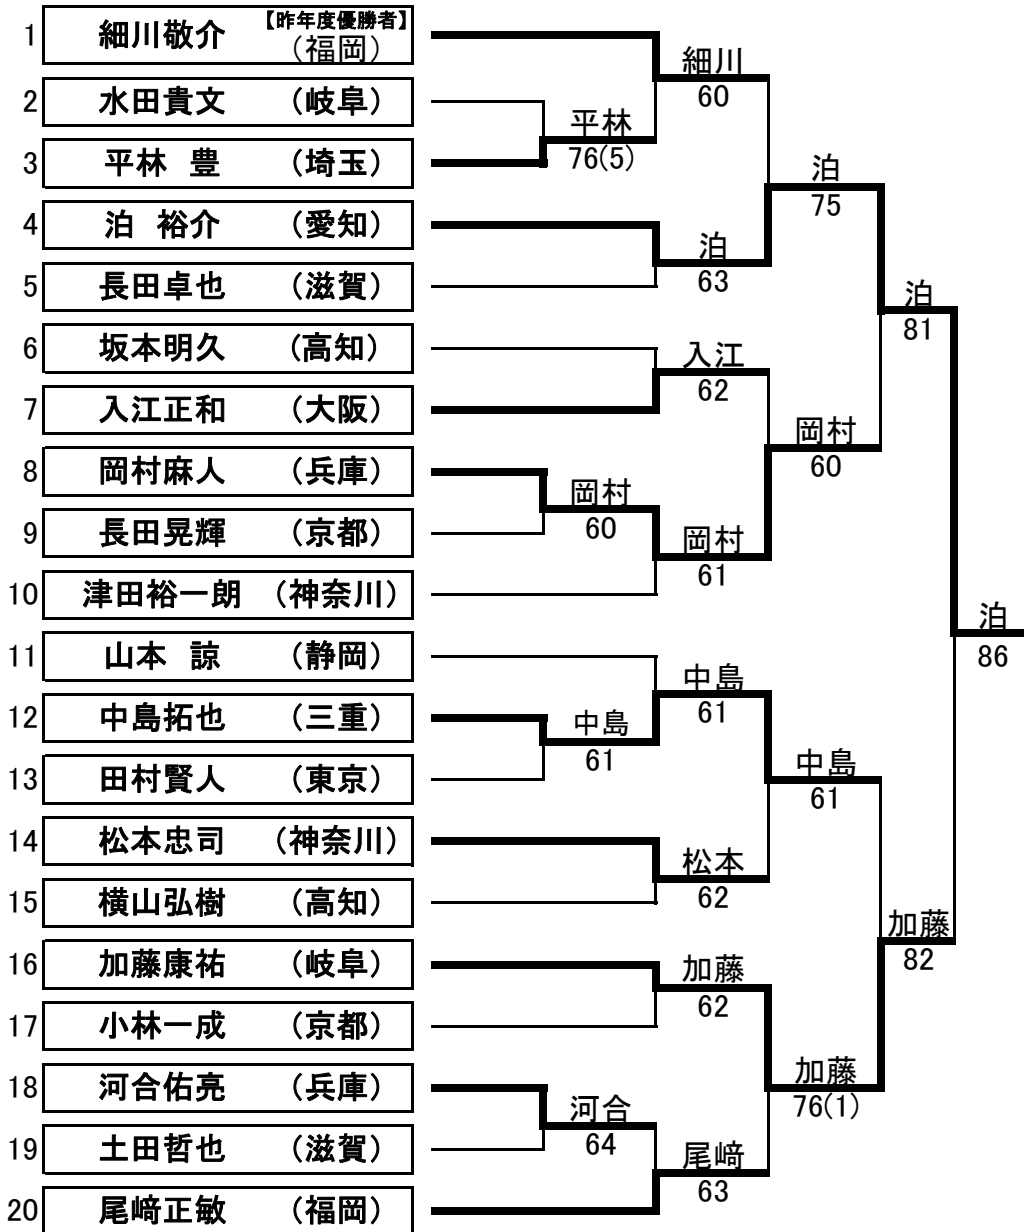 1 細川敬介 【昨年度優勝者】
（福岡）
2 水田貴文 （岐阜）
3 平林 豊 （埼玉）
4 泊 裕介 （愛知）
5 長田卓也 （滋賀）
6 坂本明久 (高知)
7 入江正和 （大阪）
8 岡村麻人 （兵庫）
9 長田晃輝 （京都）
10 津田裕一朗 （神奈川）
11 山本 諒 （静岡）
12 中島拓也 （三重）
13 田村賢人 （東京）
14 松本忠司 （神奈川）
15 横山弘樹 （高知）
16 加藤康祐 （岐阜）
17 小林一成 （京都）
18 河合佑亮 （兵庫）
19 土田哲也 （滋賀）
20 尾﨑正敏 （福岡）
平林
76(5)
岡村
60
中島
61
河合
64
細川
60
泊
63
入江
62
岡村
61
中島
61
松本
62
加藤
62
尾﨑
63
泊
75
岡村
60
中島
61
加藤
76(1)
泊
81
加藤
82
泊
86